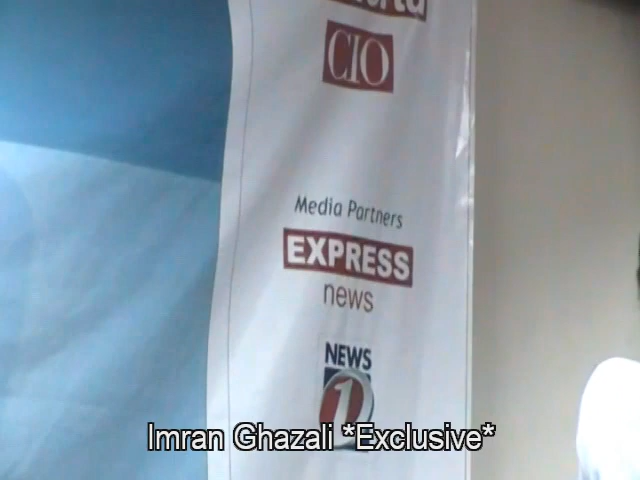 CIO
Media Partners
EXPRESS
news
NEWS
1
Imran Ghazali *Exclusive*